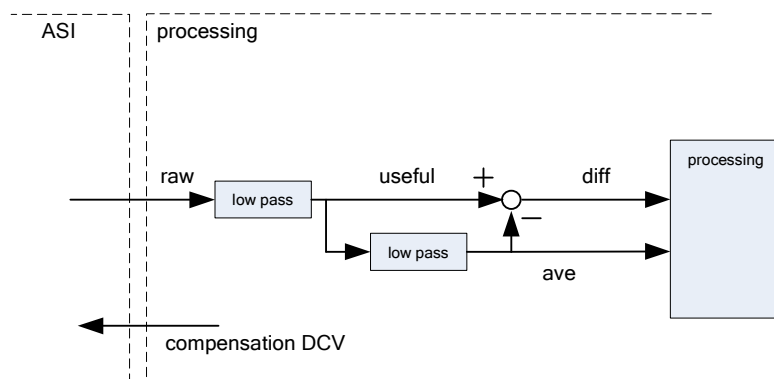 ASI
processing
processing
raw
useful
+
diff
low pass
−
low pass
ave
compensation DCV